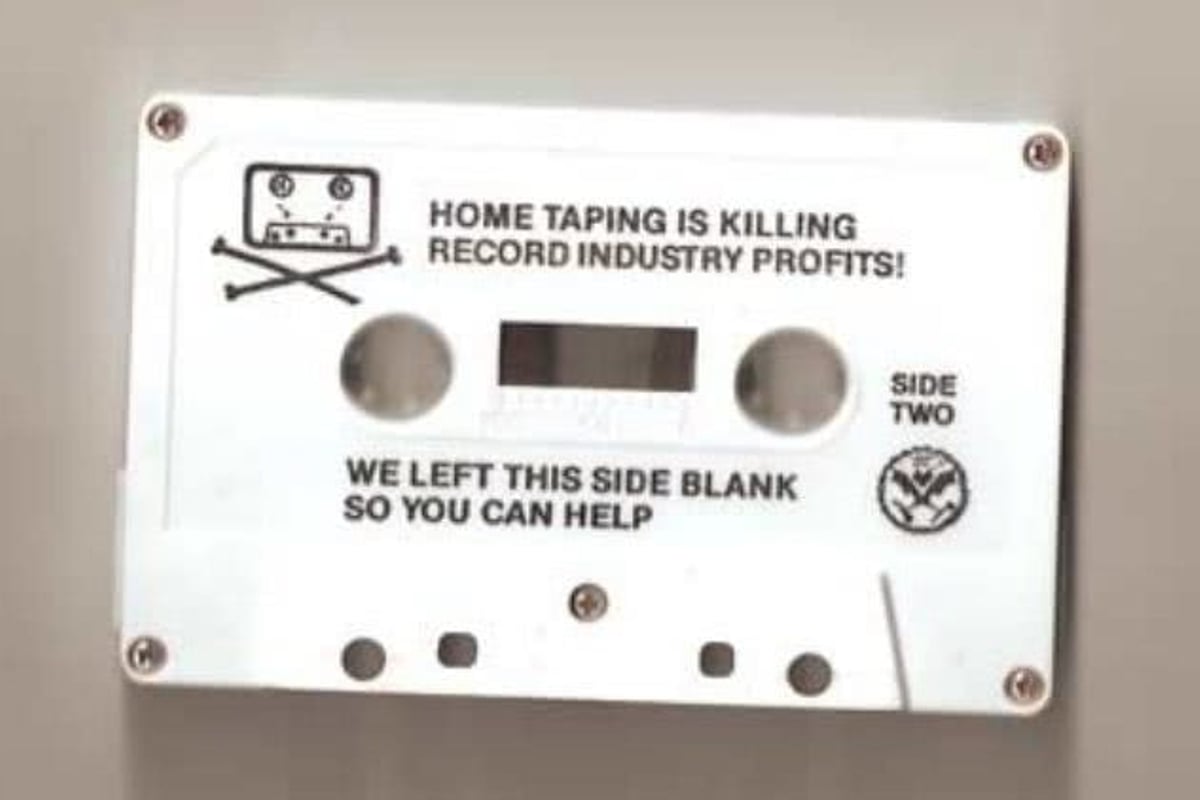 HOME TAPING IS KILLING
RECORD INDUSTRY PROFITS!
SIDE
TWO
WE LEFT THIS SIDE BLANK
SO YOU CAN HELP